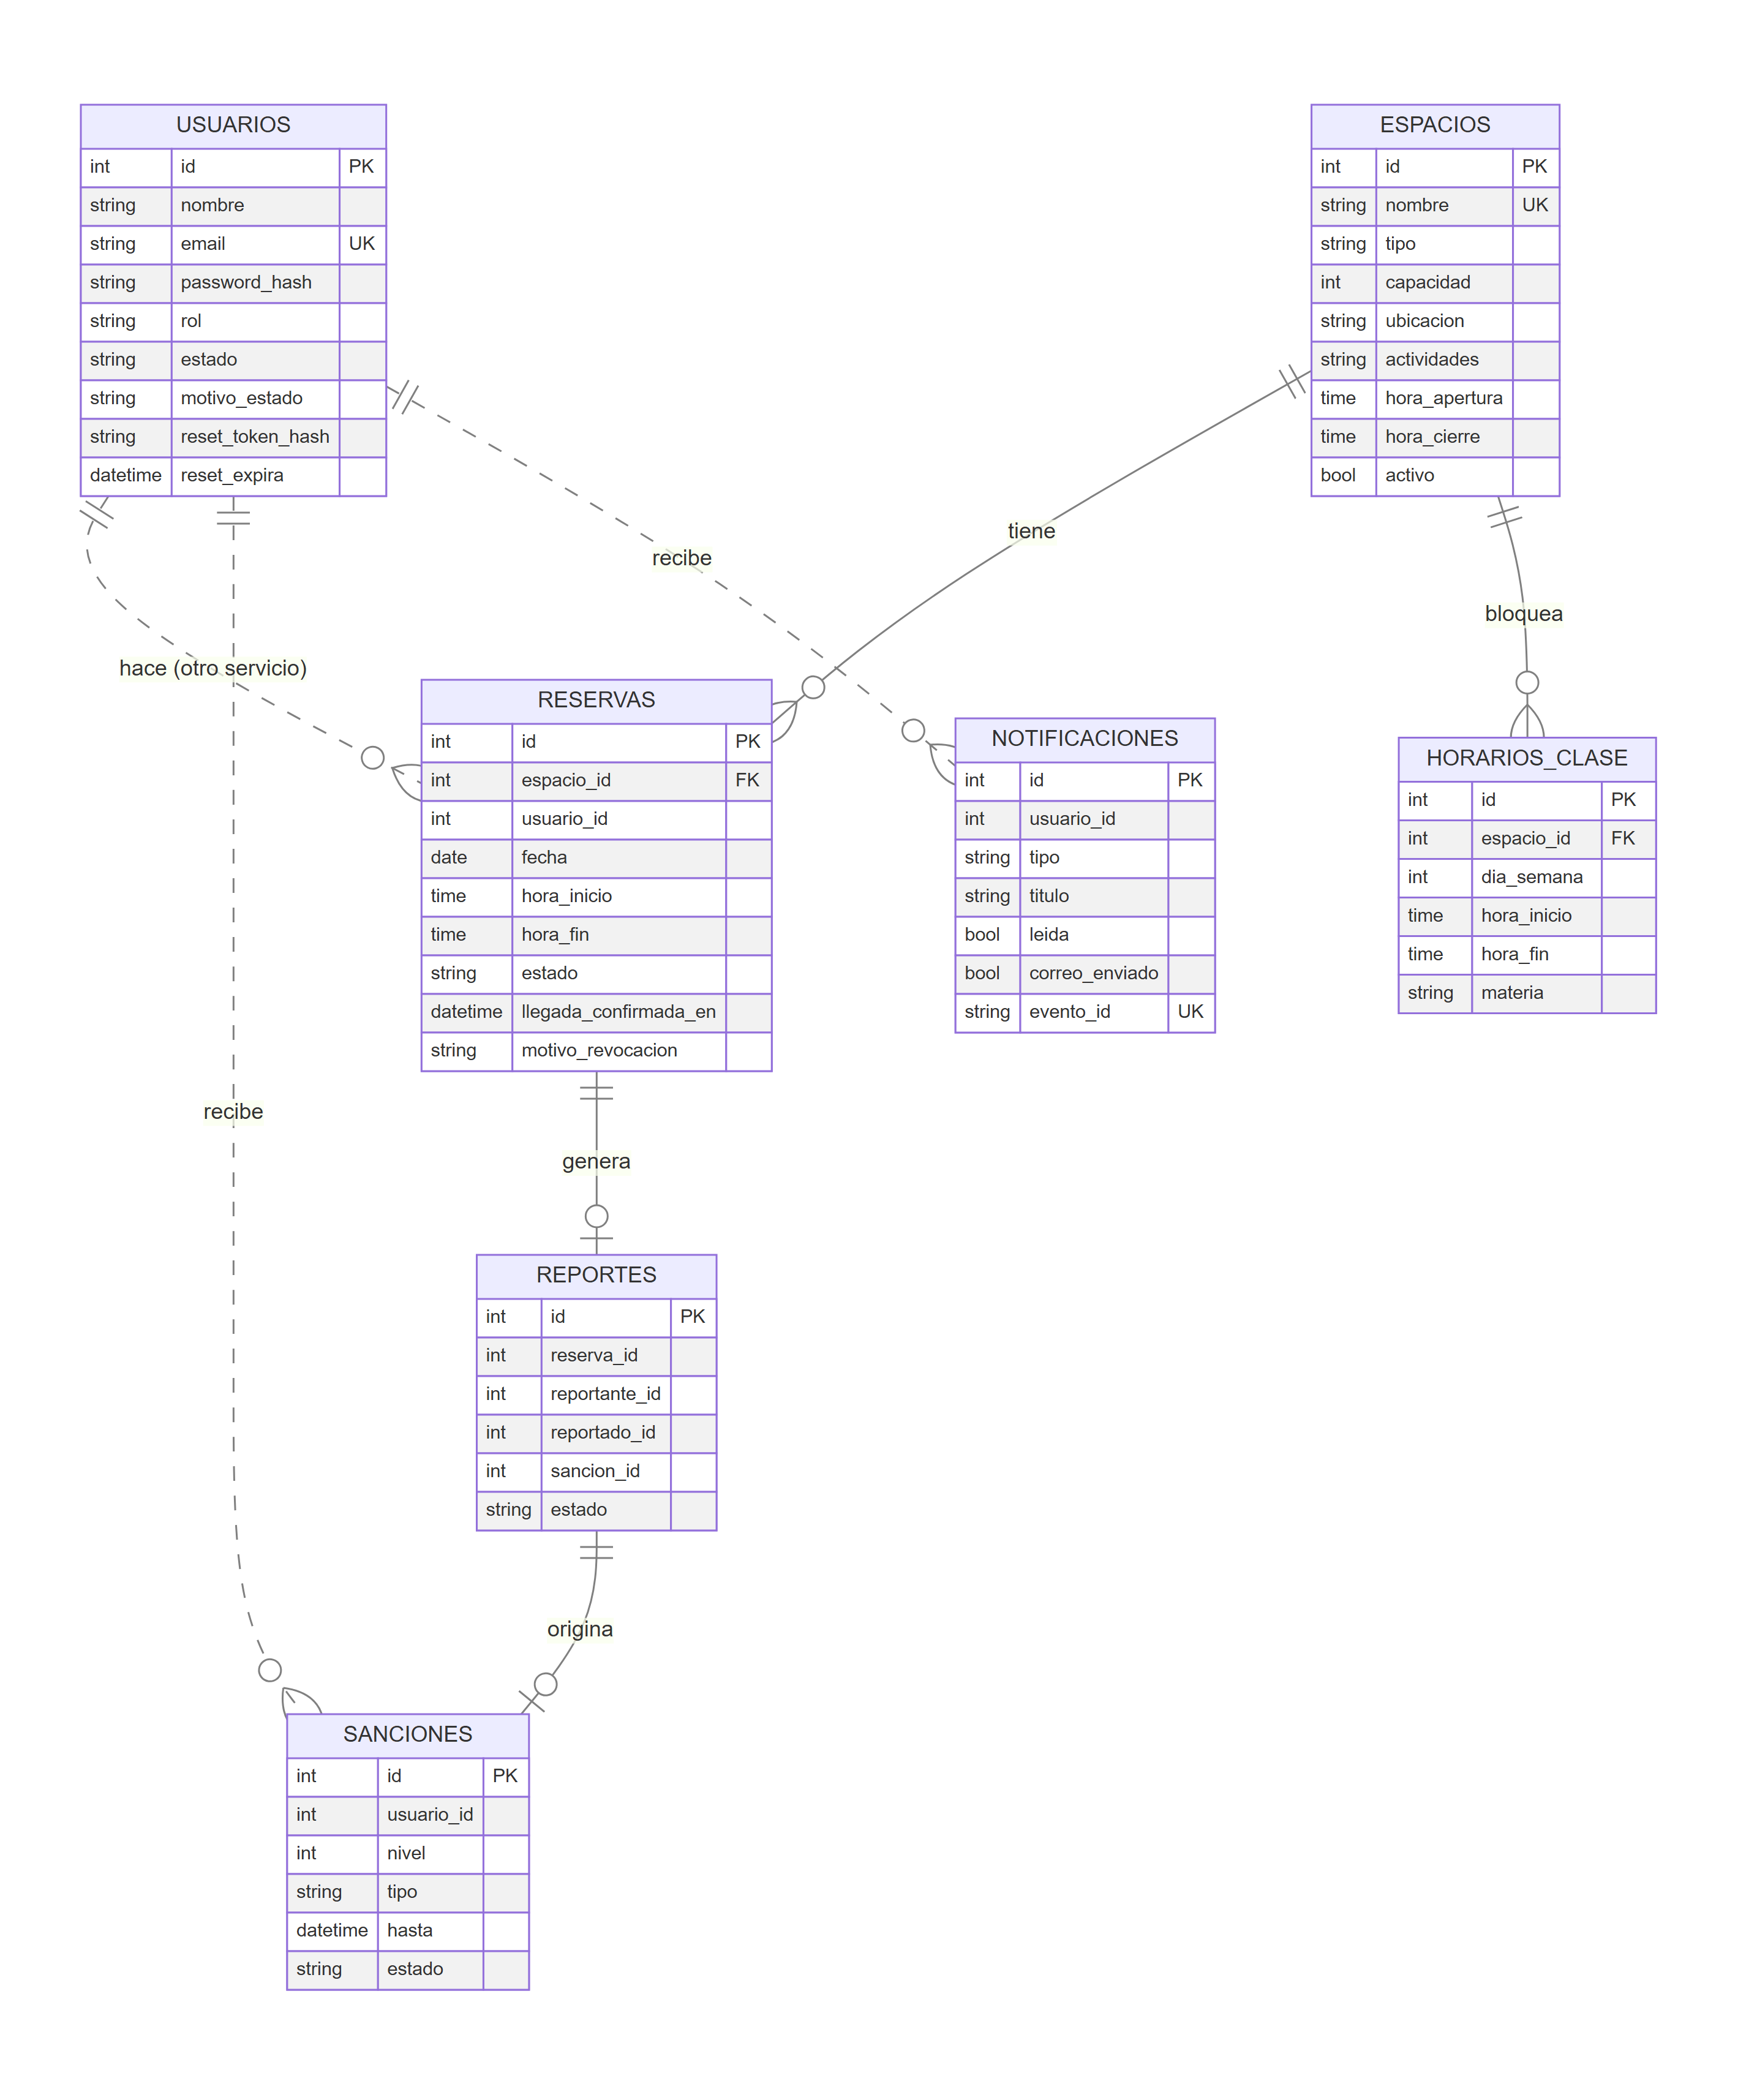 USUARIOS
int id PK
string nombre
string email UK
string password_hash
string rol
string estado
string motivo_estado
string reset_token_hash
datetime reset_expira
ESPACIOS
int id PK
string nombre UK
string tipo
int capacidad
string ubicacion
string actividades
time hora_apertura
time hora_cierre
bool activo
tiene
recibe
bloquea
hace (otro servicio)
RESERVAS
int id PK
int espacio_id FK
int usuario_id
date fecha
time hora_inicio
time hora_fin
string estado
datetime llegada_confirmada_en
string motivo_revocacion
NOTIFICACIONES
int id PK
int usuario_id
string tipo
string titulo
bool leida
bool correo_enviado
string evento_id UK
HORARIOS_CLASE
int id PK
int espacio_id FK
int dia_semana
time hora_inicio
time hora_fin
string materia
recibe
genera
REPORTES
int id PK
int reserva_id
int reportante_id
int reportado_id
int sancion_id
string estado
origina
SANCIONES
int id PK
int usuario_id
int nivel
string tipo
datetime hasta
string estado